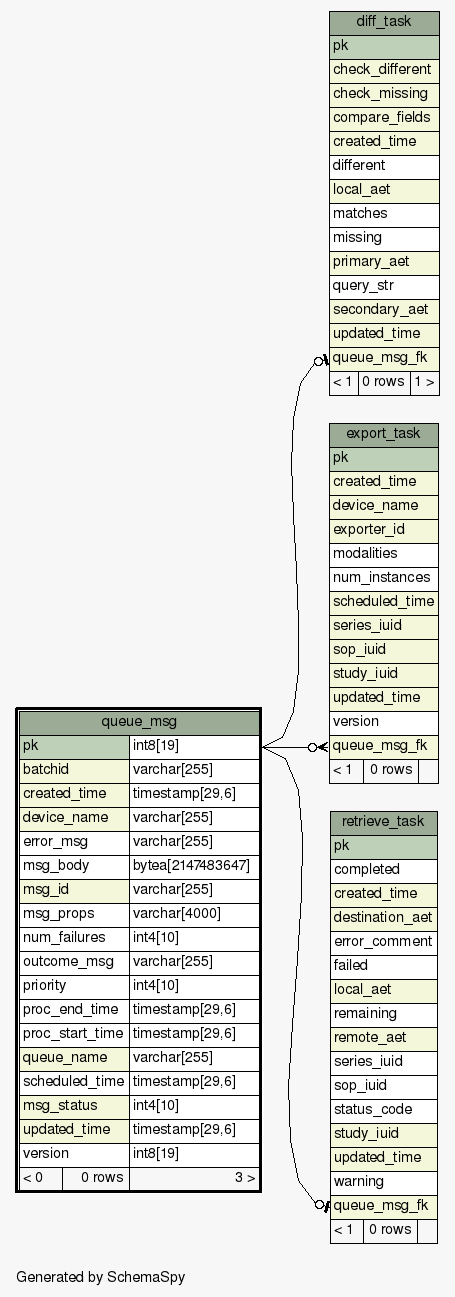 diff_task
pk
check_different
check_missing
compare_fields
created_time
different
local_aet
matches
missing
primary_aet
query_str
secondary_aet
updated_time
queue_msg_fk
< 1 0 rows 1 >
export_task
pk
created_time
device_name
exporter_id
modalities
num_instances
scheduled_time
series_iuid
sop_iuid
study_iuid
updated_time
version
queue_msg_fk
< 1 0 rows
queue_msg
pk int8[19]
batchid varchar[255]
created_time timestamp[29,6]
device_name varchar[255]
error_msg varchar[255]
msg_body bytea[2147483647]
msg_id varchar[255]
msg_props varchar[4000]
num_failures int4[10]
outcome_msg varchar[255]
priority int4[10]
proc_end_time timestamp[29,6]
proc_start_time timestamp[29,6]
queue_name varchar[255]
scheduled_time timestamp[29,6]
msg_status int4[10]
updated_time timestamp[29,6]
version int8[19]
< 0 0 rows 3 >
retrieve_task
pk
completed
created_time
destination_aet
error_comment
failed
local_aet
remaining
remote_aet
series_iuid
sop_iuid
status_code
study_iuid
updated_time
warning
queue_msg_fk
< 1 0 rows
Generated by SchemaSpy